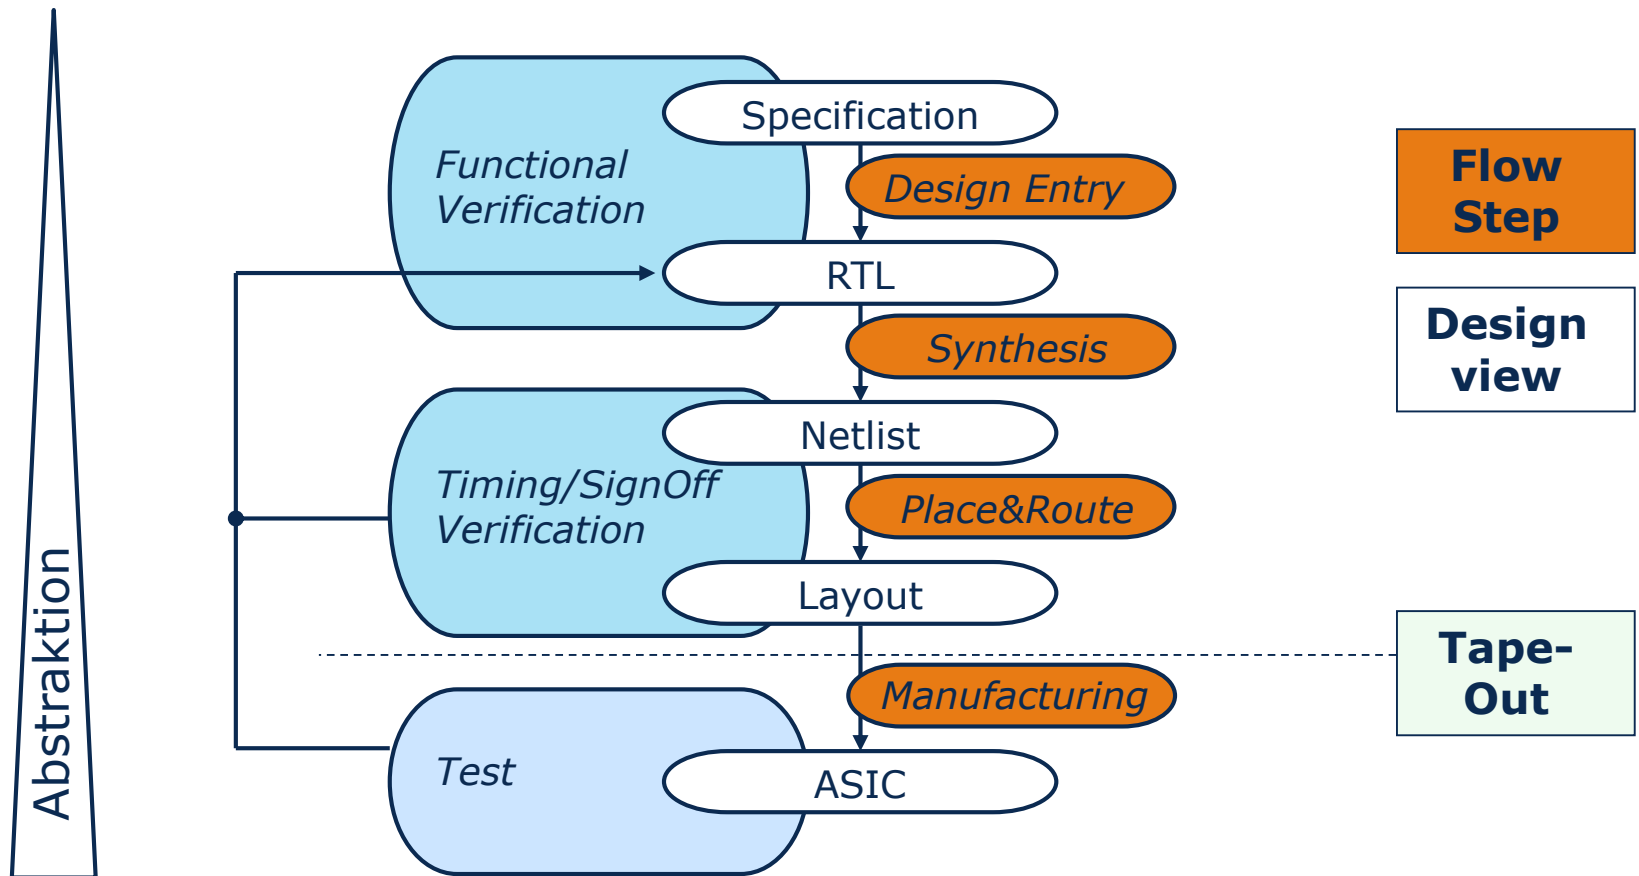 Specification
Functional
Verification
Design Entry
RTL
Synthesis
Netlist
Timing/SignOff
Verification
Place&Route
Layout
Manufacturing
Test
ASIC
Abstraktion
Flow
Step
Design
view
Tape-
Out